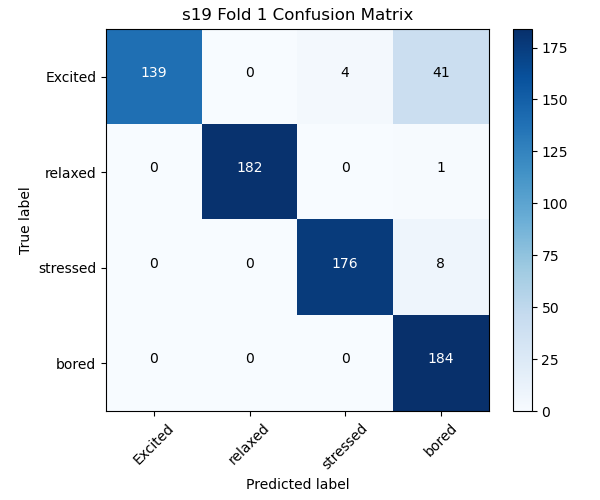 s19 Fold 1 Confusion Matrix
True label
Excited 139 0 4 41
relaxed 0 182 0 1
stressed 0 0 176 8
bored 0 0 0 184
Excited relaxed stressed bored
Predicted label
175
150
125
100
75
50
25
0